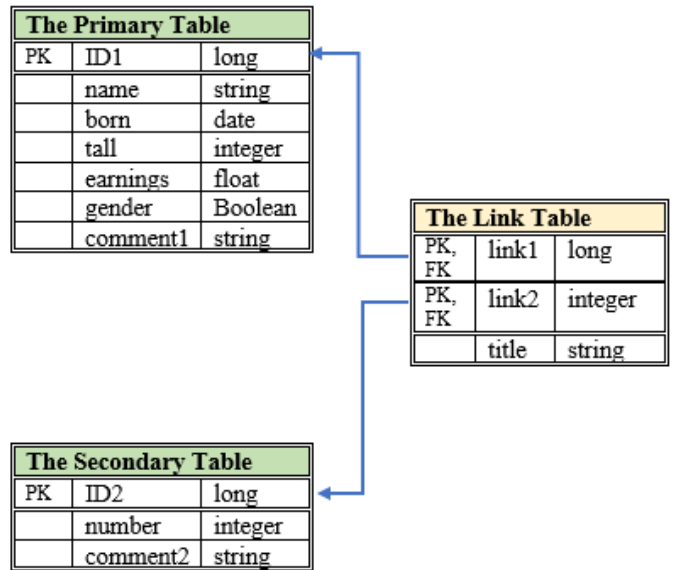 The Primary Table
PK ID1 long
name string
born date
tall integer
earnings float
gender Boolean
comment1 string
The Link Table
PK, FK link1 long
PK, FK link2 integer
title string
The Secondary Table
PK ID2 long
number integer
comment2 string